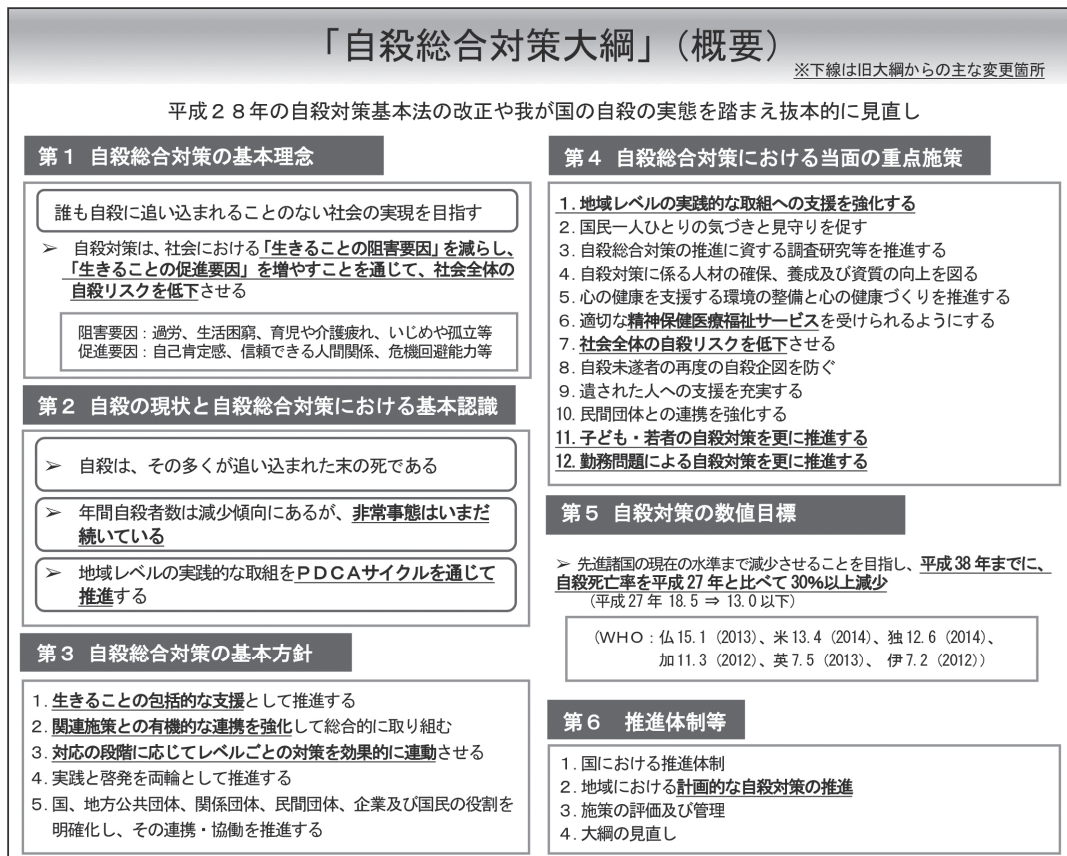 「自殺総合対策大綱」（概要）
※下線は旧大綱からの主な変更箇所
平成２８年の自殺対策基本法の改正や我が国の自殺の実態を踏まえ抜本的に見直し
第１ 自殺総合対策の基本理念
誰も自殺に追い込まれることのない社会の実現を目指す
➢ 自殺対策は、社会における「生きることの阻害要因」を減らし、
「生きることの促進要因」を増やすことを通じて、社会全体の
自殺リスクを低下させる
阻害要因：過労、生活困窮、育児や介護疲れ、いじめや孤立等
促進要因：自己肯定感、信頼できる人間関係、危機回避能力等
第２ 自殺の現状と自殺総合対策における基本認識
➢ 自殺は、その多くが追い込まれた末の死である
➢ 年間自殺者数は減少傾向にあるが、非常事態はいまだ
続いている
➢ 地域レベルの実践的な取組をＰＤＣＡサイクルを通じて
推進する
第３ 自殺総合対策の基本方針
1. 生きることの包括的な支援として推進する
2. 関連施策との有機的な連携を強化して総合的に取り組む
3. 対応の段階に応じてレベルごとの対策を効果的に連動させる
4. 実践と啓発を両輪として推進する
5. 国、地方公共団体、関係団体、民間団体、企業及び国民の役割を
明確化し、その連携・協働を推進する
第４ 自殺総合対策における当面の重点施策
1. 地域レベルの実践的な取組への支援を強化する
2. 国民一人ひとりの気づきと見守りを促す
3. 自殺総合対策の推進に資する調査研究等を推進する
4. 自殺対策に係る人材の確保、養成及び資質の向上を図る
5. 心の健康を支援する環境の整備と心の健康づくりを推進する
6. 適切な精神保健医療福祉サービスを受けられるようにする
7. 社会全体の自殺リスクを低下させる
8. 自殺未遂者の再度の自殺企図を防ぐ
9. 遺された人への支援を充実する
10. 民間団体との連携を強化する
11. 子ども・若者の自殺対策を更に推進する
12. 勤務問題による自殺対策を更に推進する
第５ 自殺対策の数値目標
➢ 先進諸国の現在の水準まで減少させることを目指し、平成38年までに、
自殺死亡率を平成27年と比べて30%以上減少
（平成27年 18.5 ⇒ 13.0以下）
（ＷＨＯ：仏15.1（2013）、米13.4（2014）、独12.6（2014）、
加11.3（2012）、英7.5（2013）、 伊7.2（2012））
第６ 推進体制等
1. 国における推進体制
2. 地域における計画的な自殺対策の推進
3. 施策の評価及び管理
4. 大綱の見直し